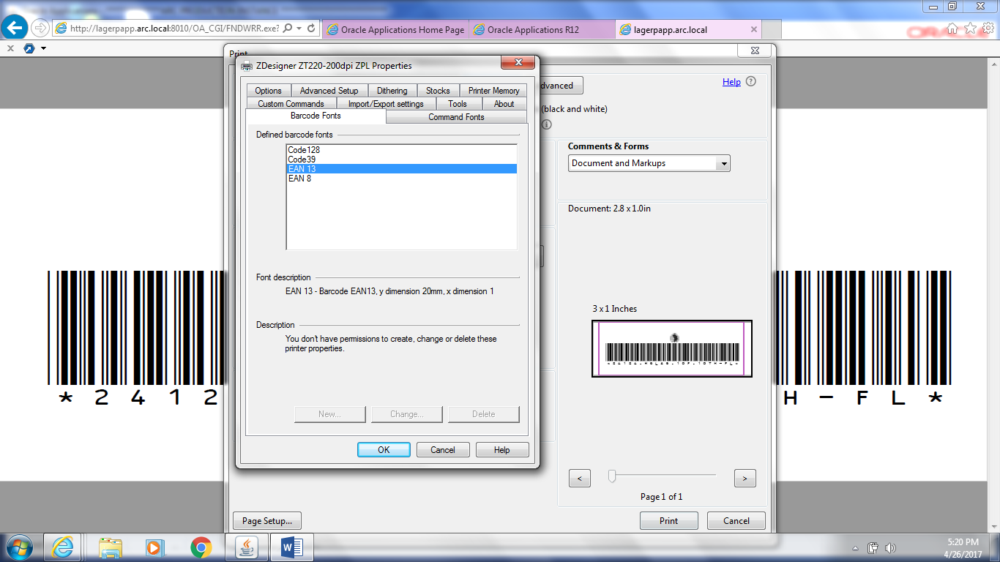 http://lagerpapp.arc.local:8010/OA_CGI/FNDWRR.exe?
Oracle Applications Home Page
Oracle Applications R12
lagerpapp.arc.local
Print
ZDesigner ZT220-200dpi ZPL Properties
Options
Advanced Setup
Dithering
Stocks
Printer Memory
Custom Commands
Import/Export settings
Tools
About
Barcode Fonts
Command Fonts
Defined barcode fonts
Code128
Code39
EAN 13
EAN 8
Font description
EAN 13 - Barcode EAN13, y dimension 20mm, x dimension 1
Description
You don't have permissions to create, change or delete these
printer properties.
New...
Change...
Delete
OK
Cancel
Help
dvanced
Help
(black and white)
Comments & Forms
Document and Markups
Document: 2.8 x 1.0in
3 x 1 Inches
<
>
Page 1 of 1
Page Setup...
Print
Cancel
*2412
H-FL*
5:20 PM
4/26/2017